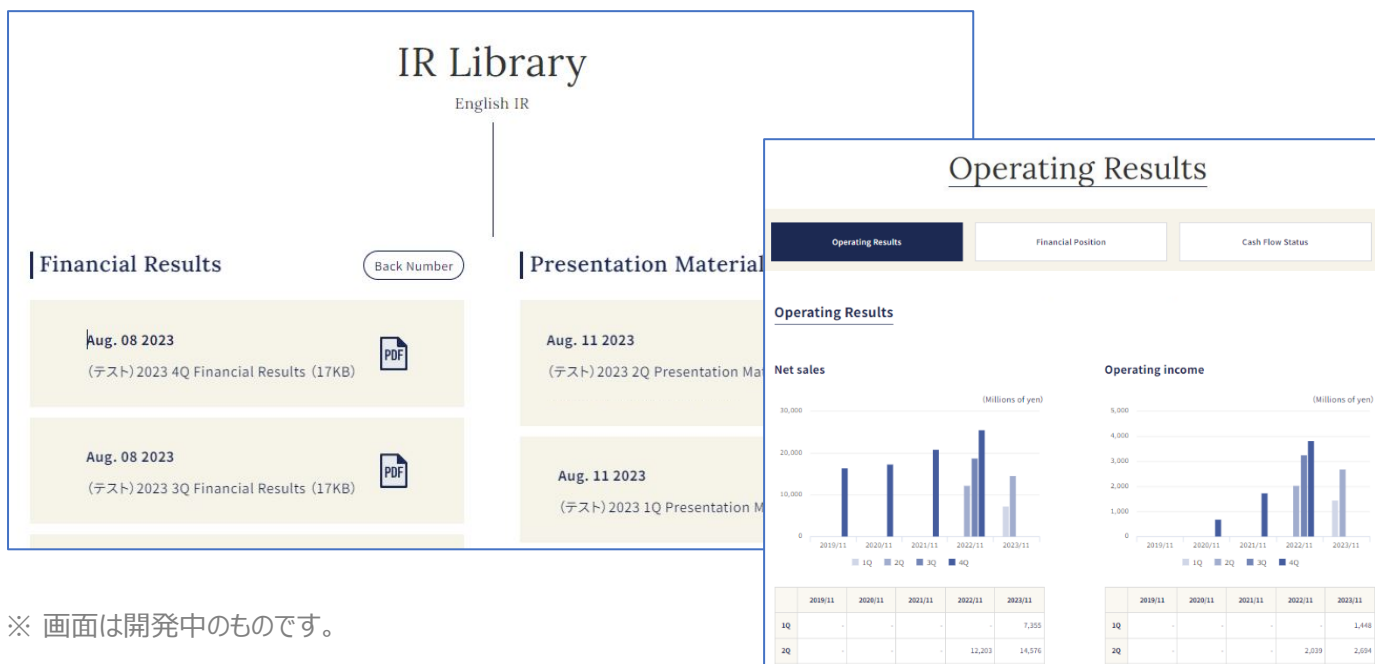 IR Library
English IR
Financial Results
Back Number
Aug. 08 2023
(テスト) 2023 4Q Financial Results (17KB)
PDF
Aug. 08 2023
(テスト) 2023 3Q Financial Results (17KB)
PDF
Presentation Material
Aug. 11 2023
(テスト) 2023 2Q Presentation Mat
Aug. 11 2023
(テスト) 2023 1Q Presentation M
Operating Results
Operating Results
Financial Position
Cash Flow Status
Operating Results
Net sales
(Millions of yen)
30,000
20,000
10,000
0
2019/11 2020/11 2021/11 2022/11 2023/11
1Q 2Q 3Q 4Q
2019/11 2020/11 2021/11 2022/11 2023/11
1Q - - - - 7,355
2Q - - - 12,203 14,576
Operating income
(Millions of yen)
5,000
4,000
3,000
2,000
1,000
0
2019/11 2020/11 2021/11 2022/11 2023/11
1Q 2Q 3Q 4Q
2019/11 2020/11 2021/11 2022/11 2023/11
1Q - - - - 1,448
2Q - - - 2,039 2,694
※ 画面は開発中のものです。